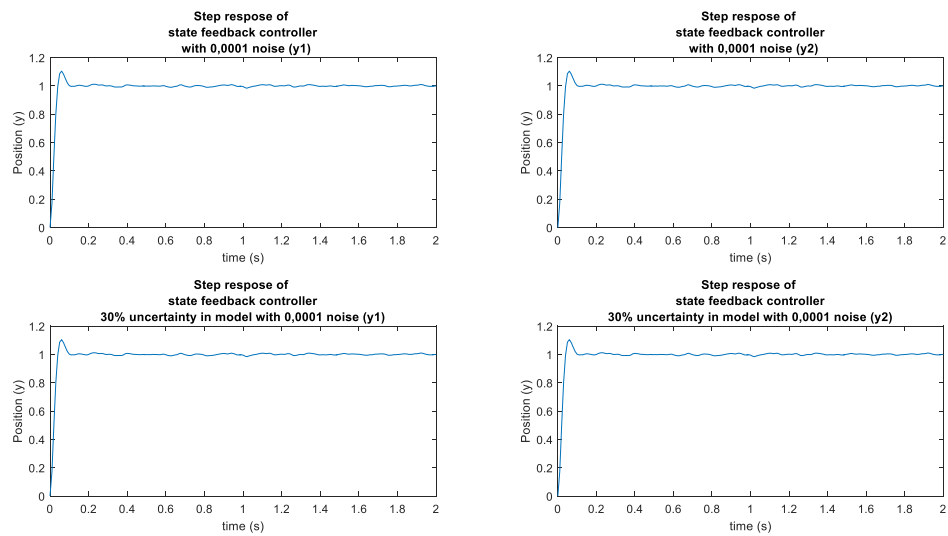 Step respose of
state feedback controller
with 0,0001 noise (y1)
1.2
1
0.8
0.6
0.4
0.2
0
Position (y)
0 0.2 0.4 0.6 0.8 1 1.2 1.4 1.6 1.8 2
time (s)
Step respose of
state feedback controller
with 0,0001 noise (y2)
1.2
1
0.8
0.6
0.4
0.2
0
Position (y)
0 0.2 0.4 0.6 0.8 1 1.2 1.4 1.6 1.8 2
time (s)
Step respose of
state feedback controller
30% uncertainty in model with 0,0001 noise (y1)
1.2
1
0.8
0.6
0.4
0.2
0
Position (y)
0 0.2 0.4 0.6 0.8 1 1.2 1.4 1.6 1.8 2
time (s)
Step respose of
state feedback controller
30% uncertainty in model with 0,0001 noise (y2)
1.2
1
0.8
0.6
0.4
0.2
0
Position (y)
0 0.2 0.4 0.6 0.8 1 1.2 1.4 1.6 1.8 2
time (s)